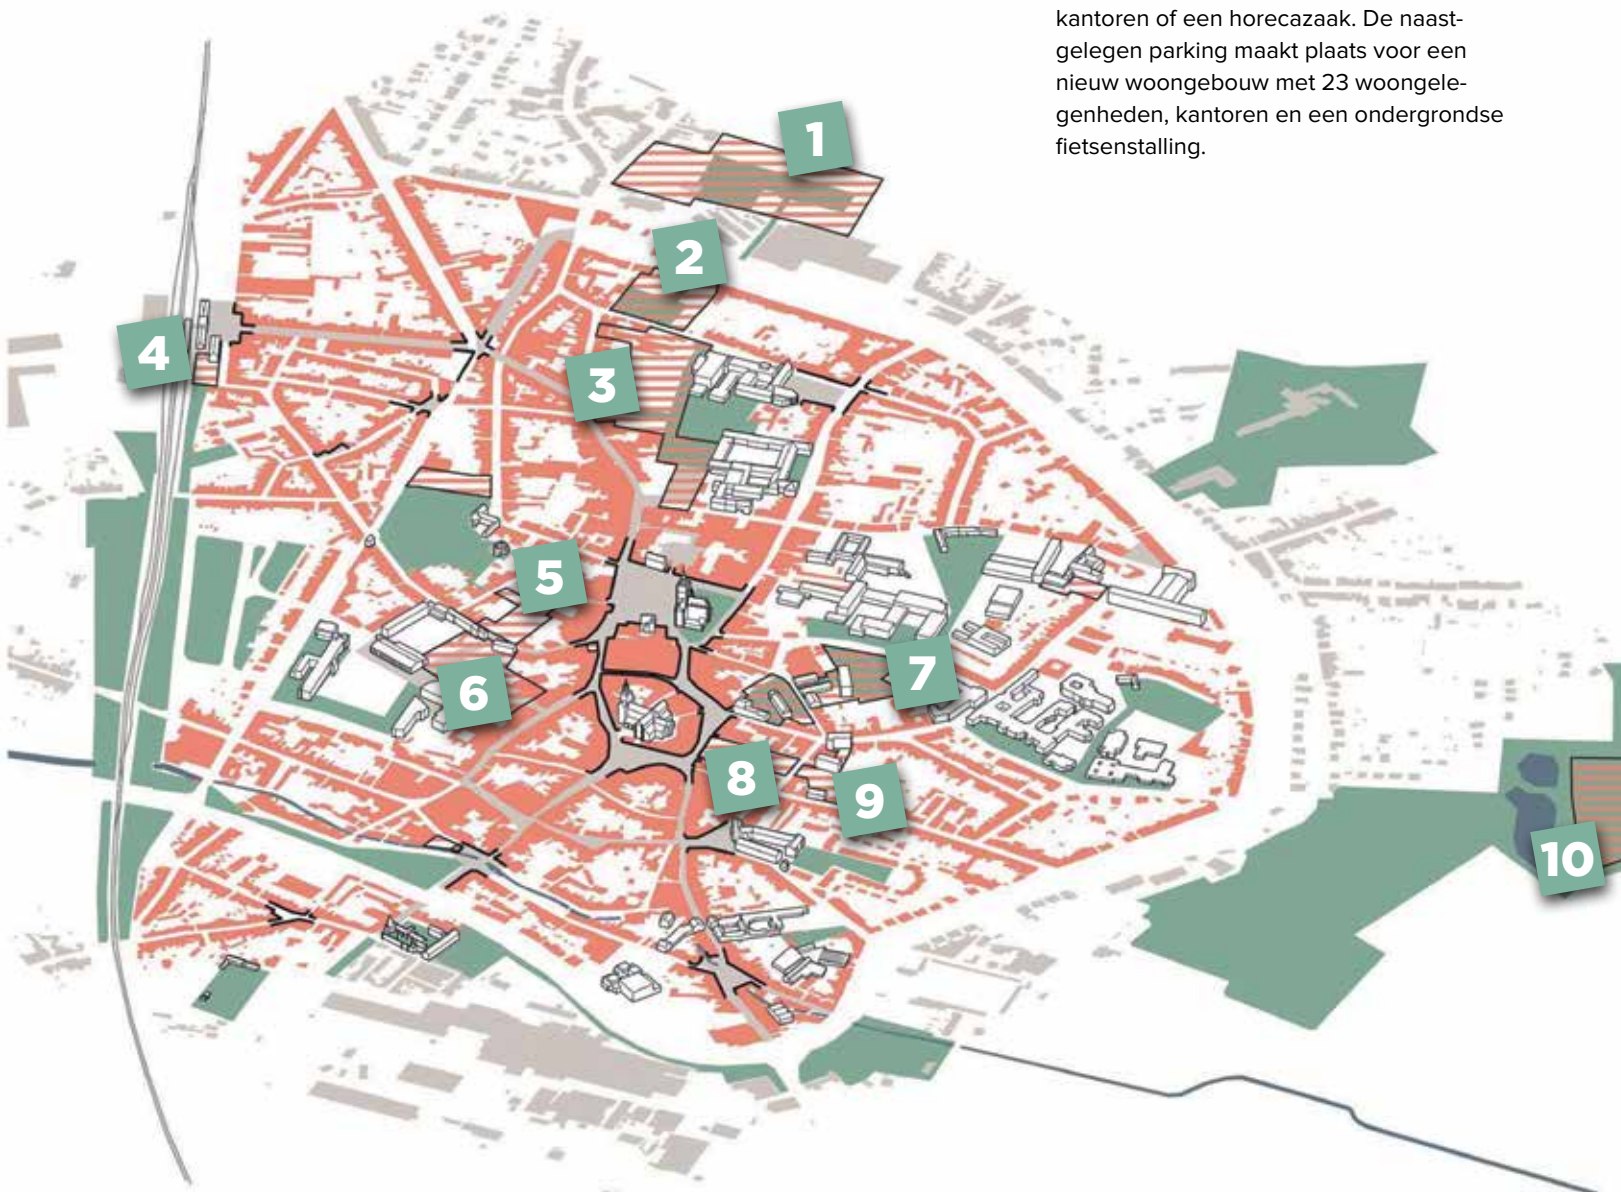 kantoren of een horecazaak. De naast-
gelegen parking maakt plaats voor een
nieuw woongebouw met 23 woongele-
genheden, kantoren en een ondergrondse
fietsenstalling.
1
2
3
4
5
6
7
8
9
10